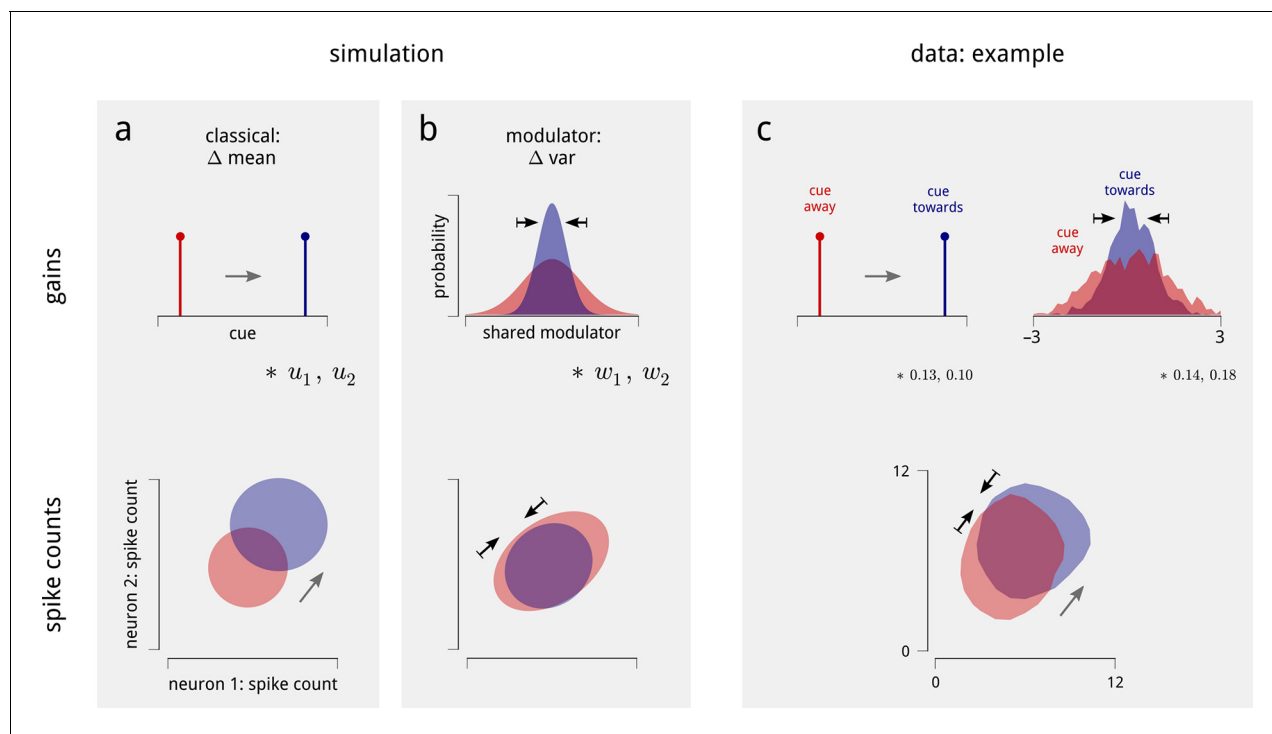 simulation
data: example
a
classical:
Δ mean
b
modulator:
Δ var
c
gains
cue
∗ u₁, u₂
probability
shared modulator
∗ w₁, w₂
cue
away
cue
towards
∗ 0.13, 0.10
cue
towards
cue
away
−3
3
∗ 0.14, 0.18
spike counts
neuron 2: spike count
neuron 1: spike count
12
0
0
12